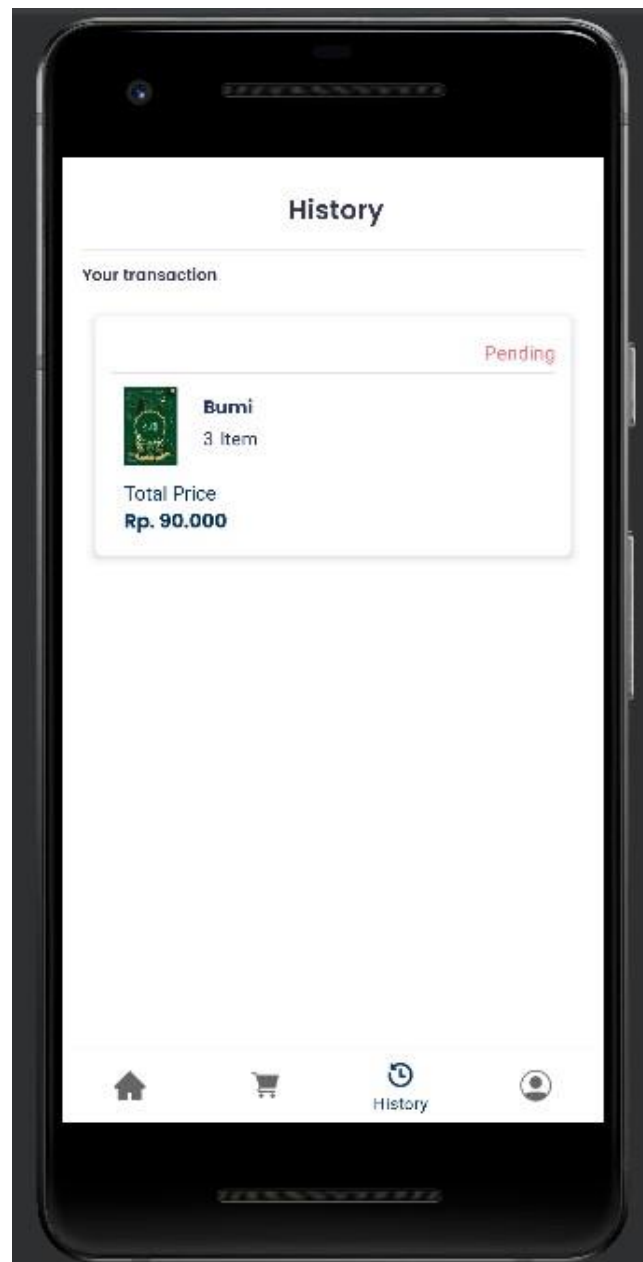 History
Your transaction
Pending
Bumi
3 Item
Total Price
Rp. 90.000
History